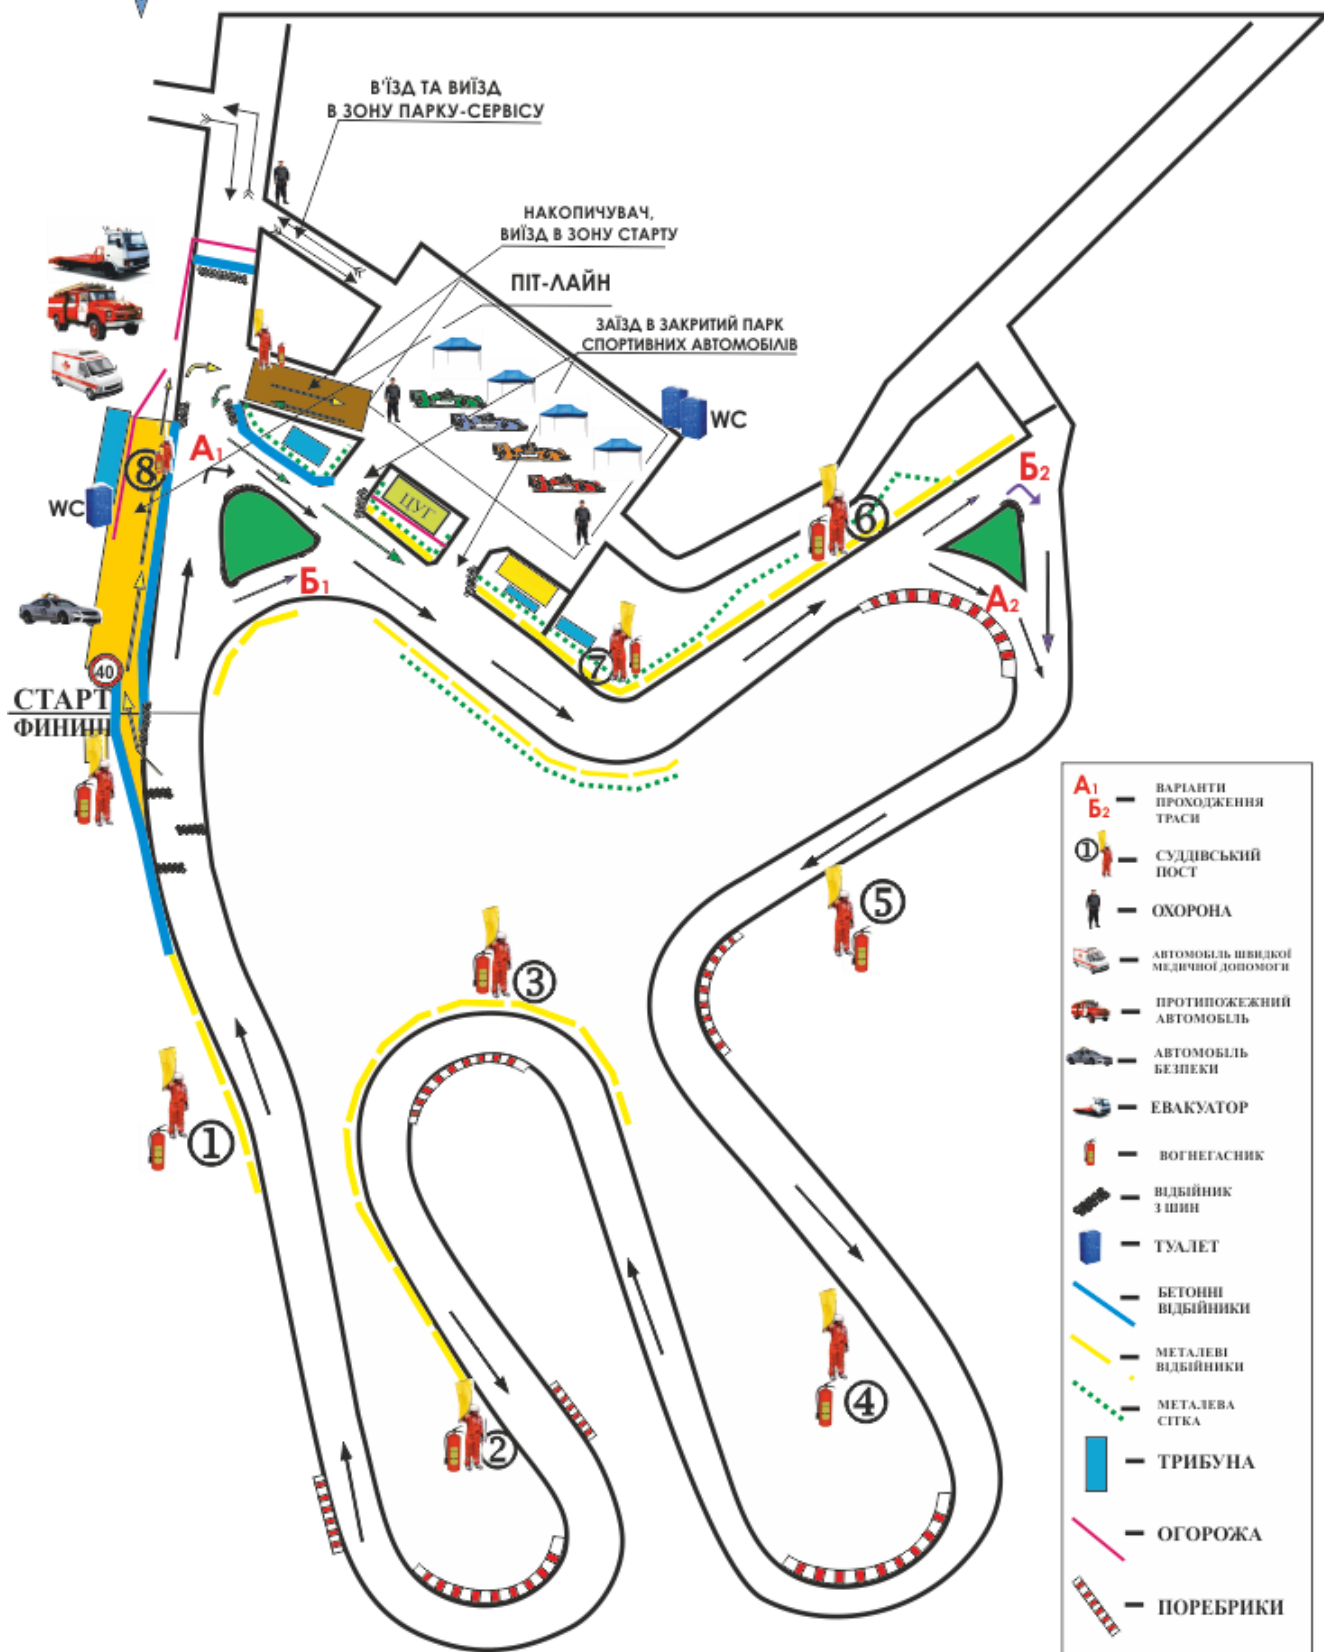 В'ЇЗД ТА ВИЇЗД
В ЗОНУ ПАРКУ-СЕРВІСУ
НАКОПИЧУВАЧ,
ВИЇЗД В ЗОНУ СТАРТУ
ПІТ-ЛАЙН
ЗАЇЗД В ЗАКРИТИЙ ПАРК
СПОРТИВНИХ АВТОМОБІЛІВ
WC
А1
8
WC
ЦУГ
Б1
6
Б2
А2
7
40
СТАРТ
ФИНИШ
5
3
1
4
2
А1
Б2
ВАРІАНТИ
ПРОХОДЖЕННЯ
ТРАСИ
1
СУДДІВСЬКИЙ
ПОСТ
ОХОРОНА
АВТОМОБІЛЬ ШВИДКОЇ
МЕДИЧНОЇ ДОПОМОГИ
ПРОТИПОЖЕЖНИЙ
АВТОМОБІЛЬ
АВТОМОБІЛЬ
БЕЗПЕКИ
ЕВАКУАТОР
ВОГНЕГАСНИК
ВІДБІЙНИК
З ШИН
ТУАЛЕТ
БЕТОННІ
ВІДБІЙНИКИ
МЕТАЛЕВІ
ВІДБІЙНИКИ
МЕТАЛЕВА
СІТКА
ТРИБУНА
ОГОРОЖА
ПОРЕБРИКИ